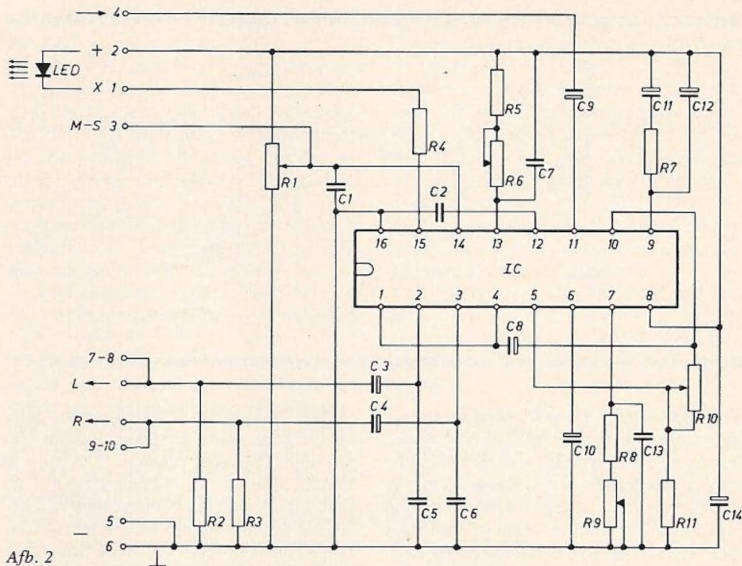 4
+ 2
LED
X 1
M-S 3
R1
C1
R4
C2
R5
R6
C7
C9
C11
C12
R7
16 15 14 13 12 11 10 9
IC
1 2 3 4 5 6 7 8
C8
7-8
L
R
9-10
C3
C4
R10
R2
R3
C5
C6
C10
R8
R9
C13
R11
C14
5
-
6
Afb. 2